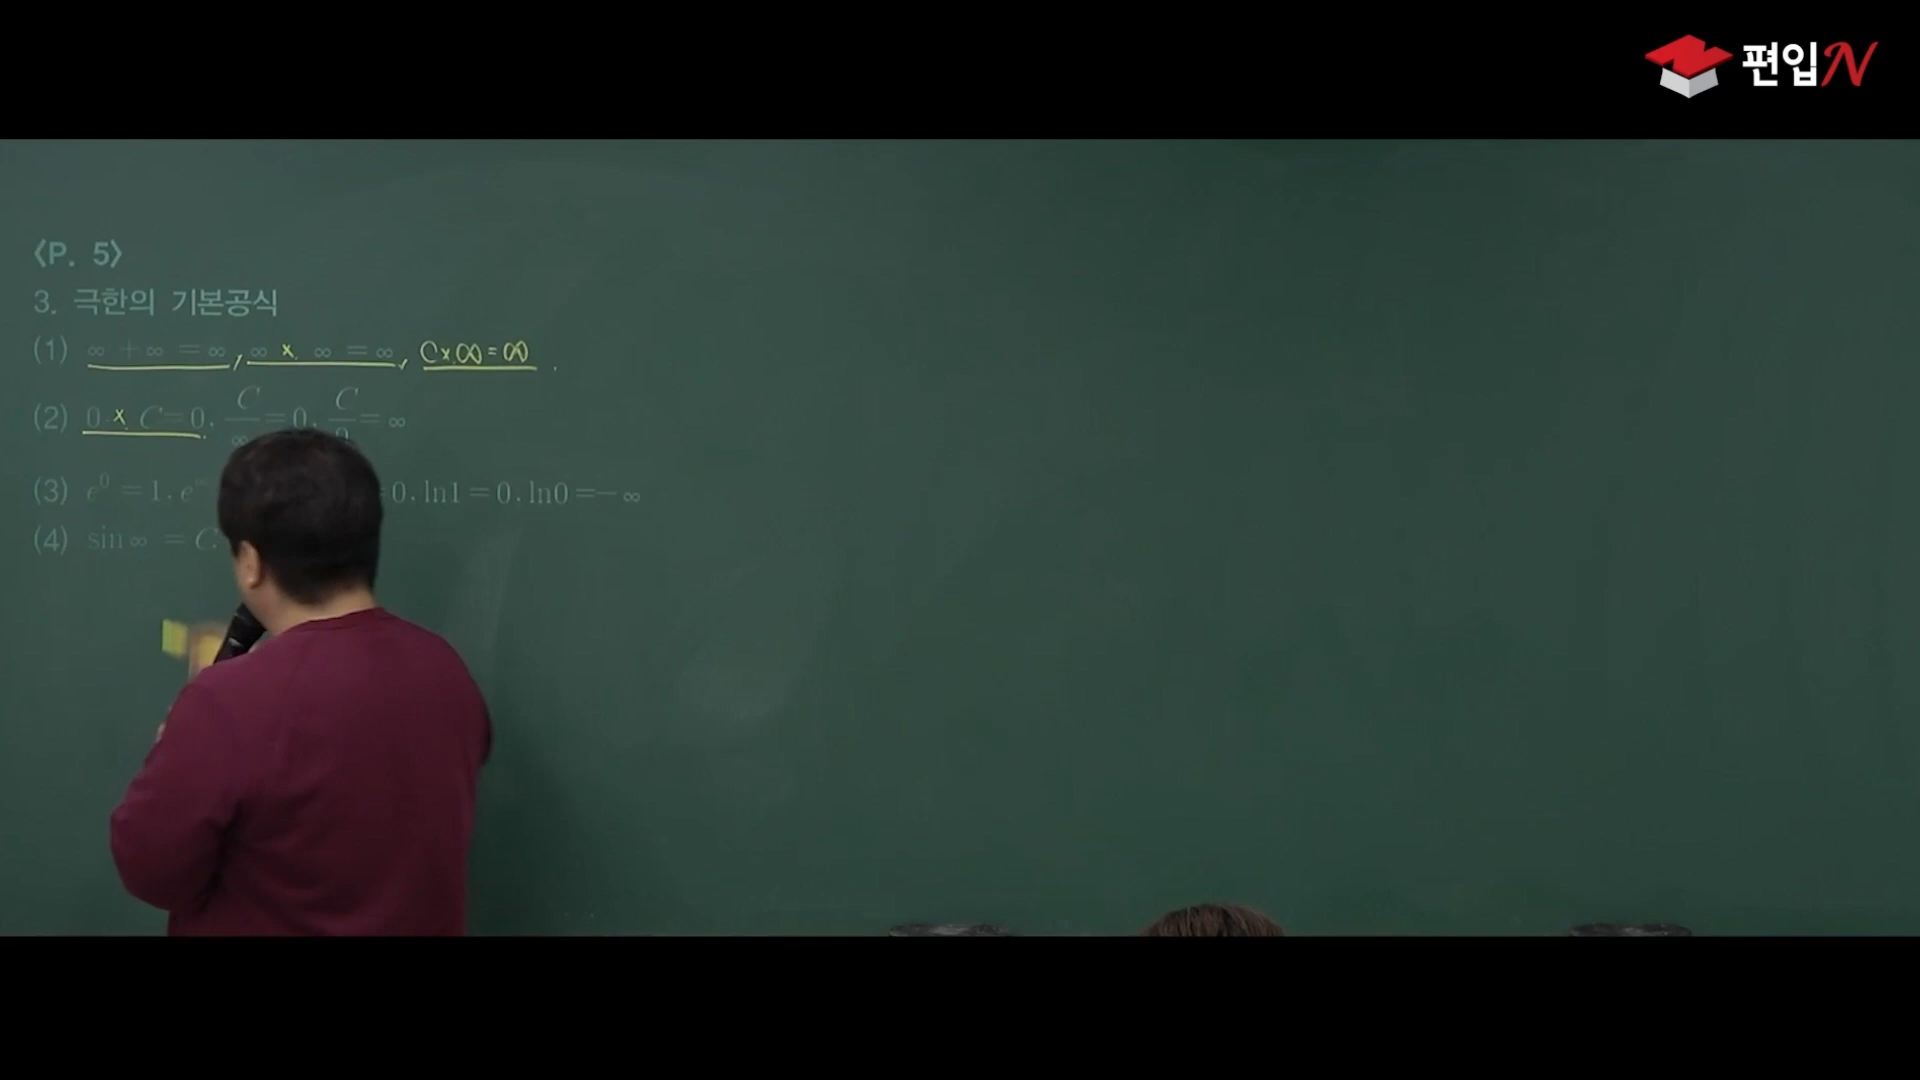 편입N
〈P. 5〉
3. 극한의 기본공식
(1) ∞ + ∞ = ∞, ∞ × ∞ = ∞, C × ∞ = ∞.
(2) 0 × C = 0, C/∞ = 0, C/0 = ∞
(3) e^0 = 1. e =0. ln1 = 0. ln0 = −∞
(4) sin∞ = C.